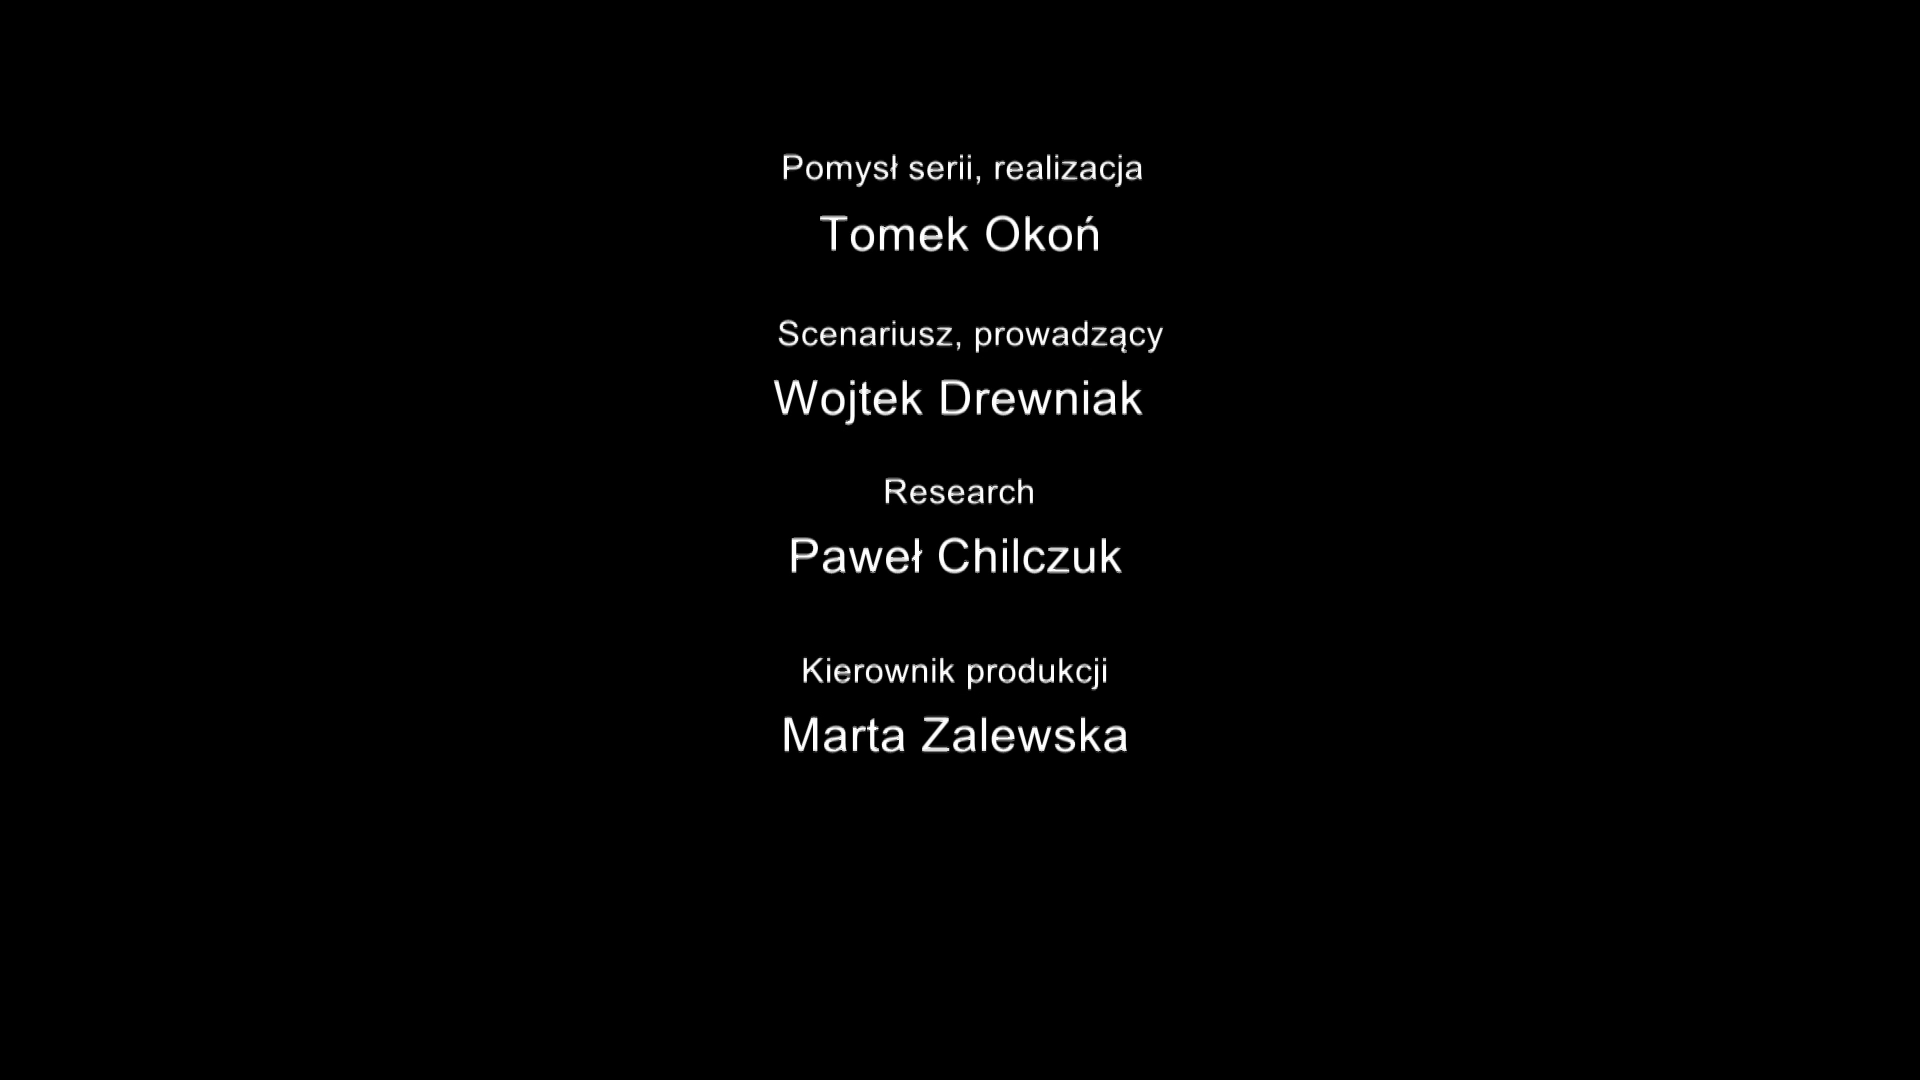 Pomysł serii, realizacja
Tomek Okoń
Scenariusz, prowadzący
Wojtek Drewniak
Research
Paweł Chilczuk
Kierownik produkcji
Marta Zalewska